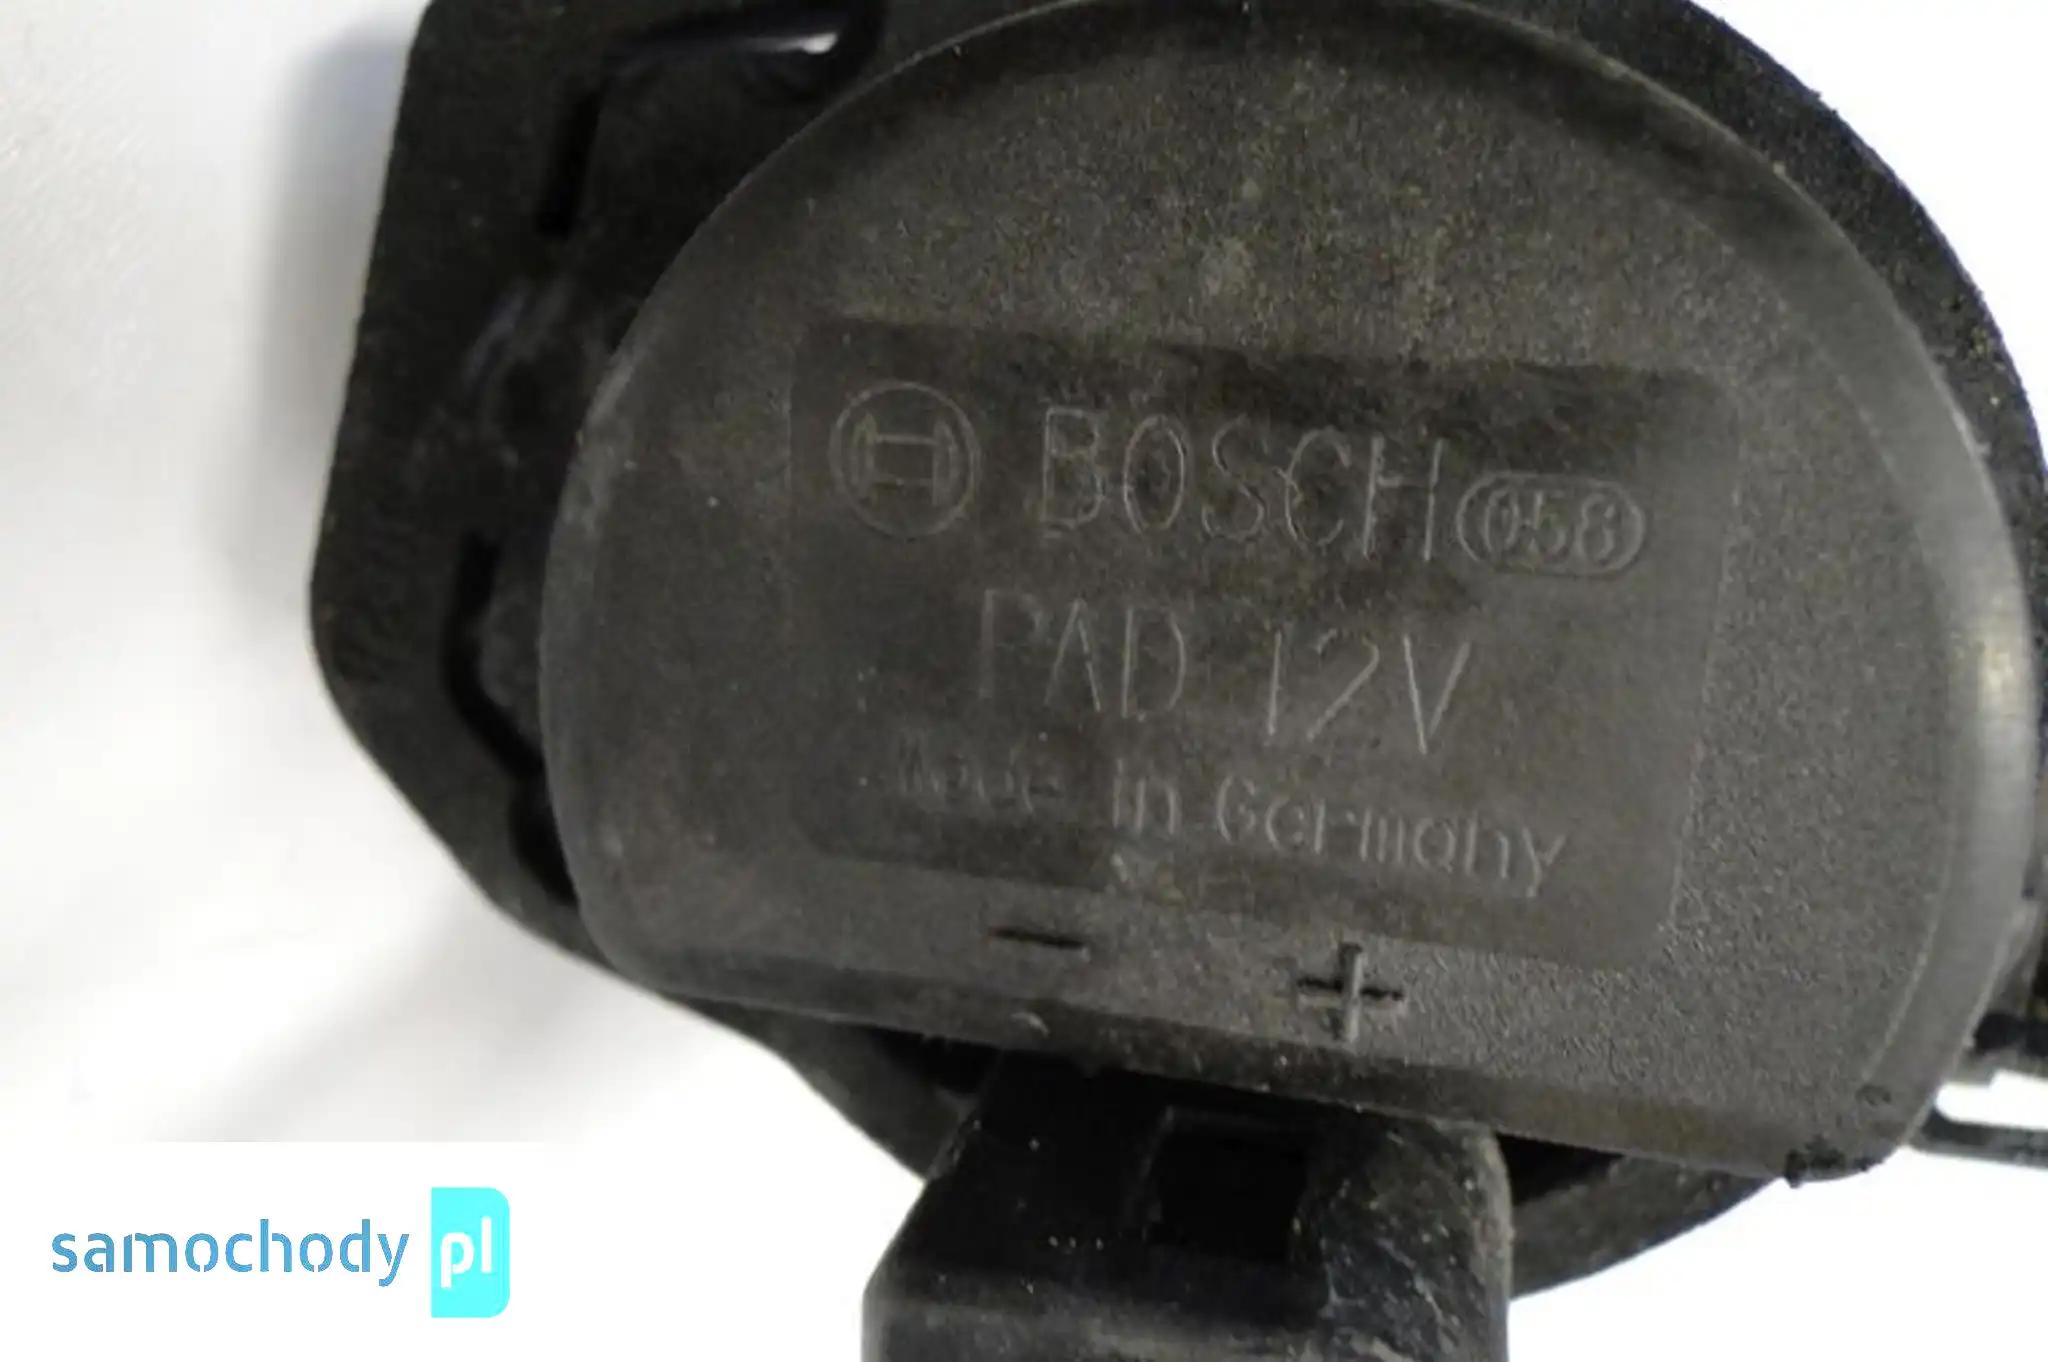 BOSCH 058
PAD 12V
Made in Germany
- +
samochody pl